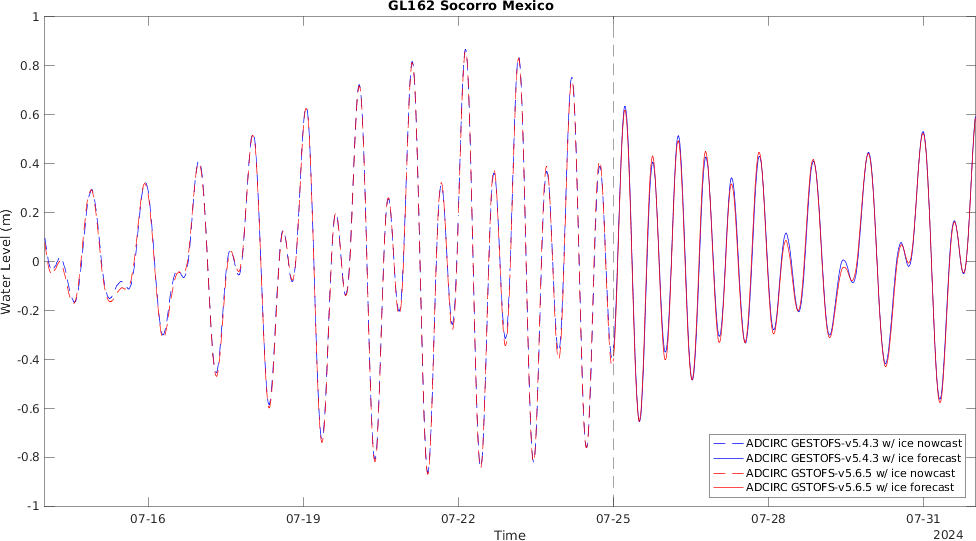 GL162 Socorro Mexico
1
0.8
0.6
0.4
0.2
0
-0.2
-0.4
-0.6
-0.8
-1
Water Level (m)
07-16
07-19
07-22
07-25
07-28
07-31
Time
2024
ADCIRC GESTOFS-v5.4.3 w/ ice nowcast
ADCIRC GESTOFS-v5.4.3 w/ ice forecast
ADCIRC GSTOFS-v5.6.5 w/ ice nowcast
ADCIRC GSTOFS-v5.6.5 w/ ice forecast